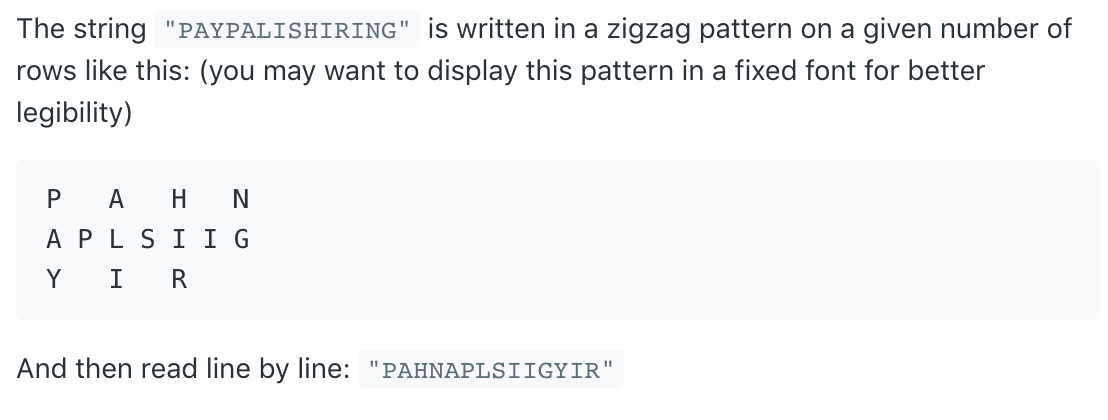 The string "PAYPALISHIRING" is written in a zigzag pattern on a given number of
rows like this: (you may want to display this pattern in a fixed font for better
legibility)
P   A   H   N
A P L S I I G
Y   I   R
And then read line by line: "PAHNAPLSIIGYIR"